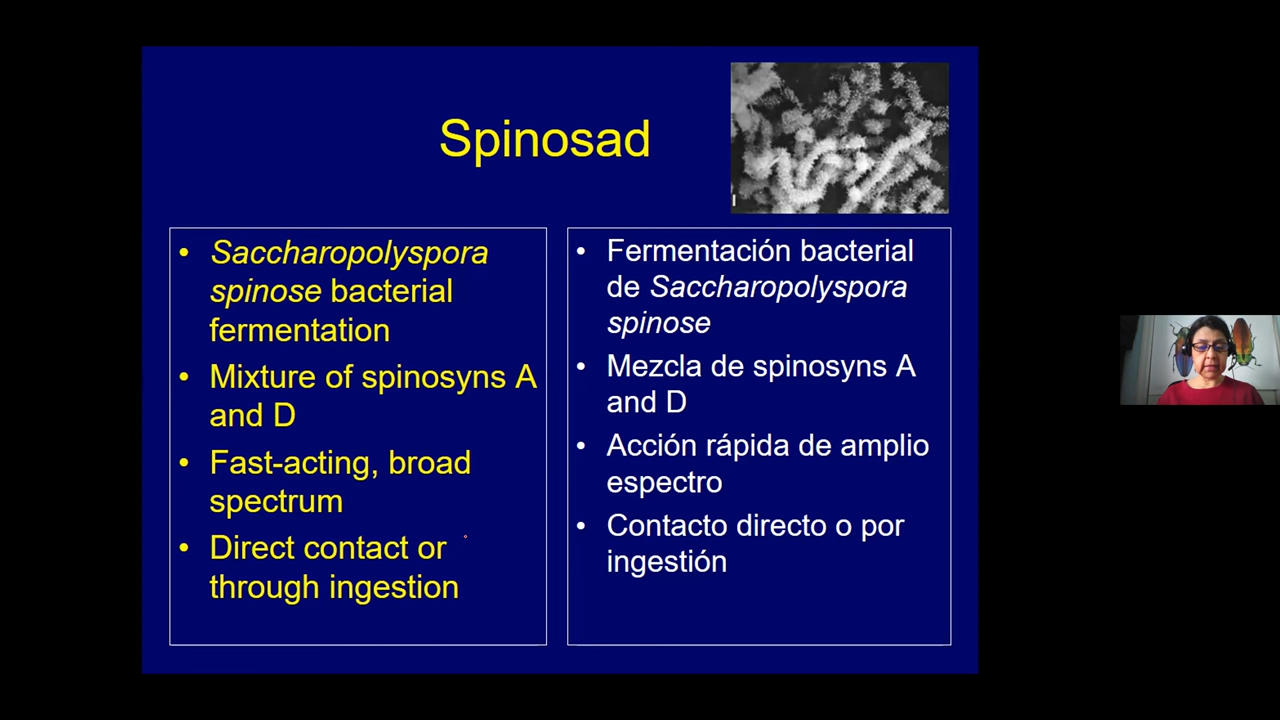 Spinosad
• Saccharopolyspora
spinose bacterial
fermentation
• Mixture of spinosyns A
and D
• Fast-acting, broad
spectrum
• Direct contact or
through ingestion
• Fermentación bacterial
de Saccharopolyspora
spinose
• Mezcla de spinosyns A
and D
• Acción rápida de amplio
espectro
• Contacto directo o por
ingestión